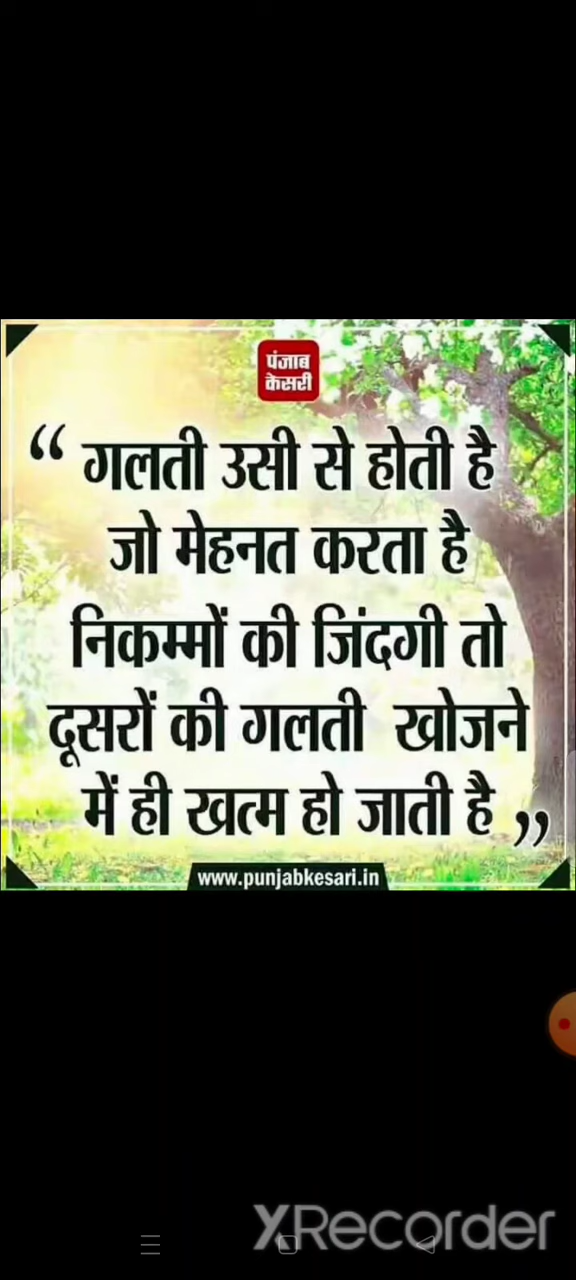 पंजाब
केसरी
“ गलती उसी से होती है
जो मेहनत करता है
निकम्मों की जिंदगी तो
दूसरों की गलती खोजने
में ही खत्म हो जाती है ”
www.punjabkesari.in
XRecorder